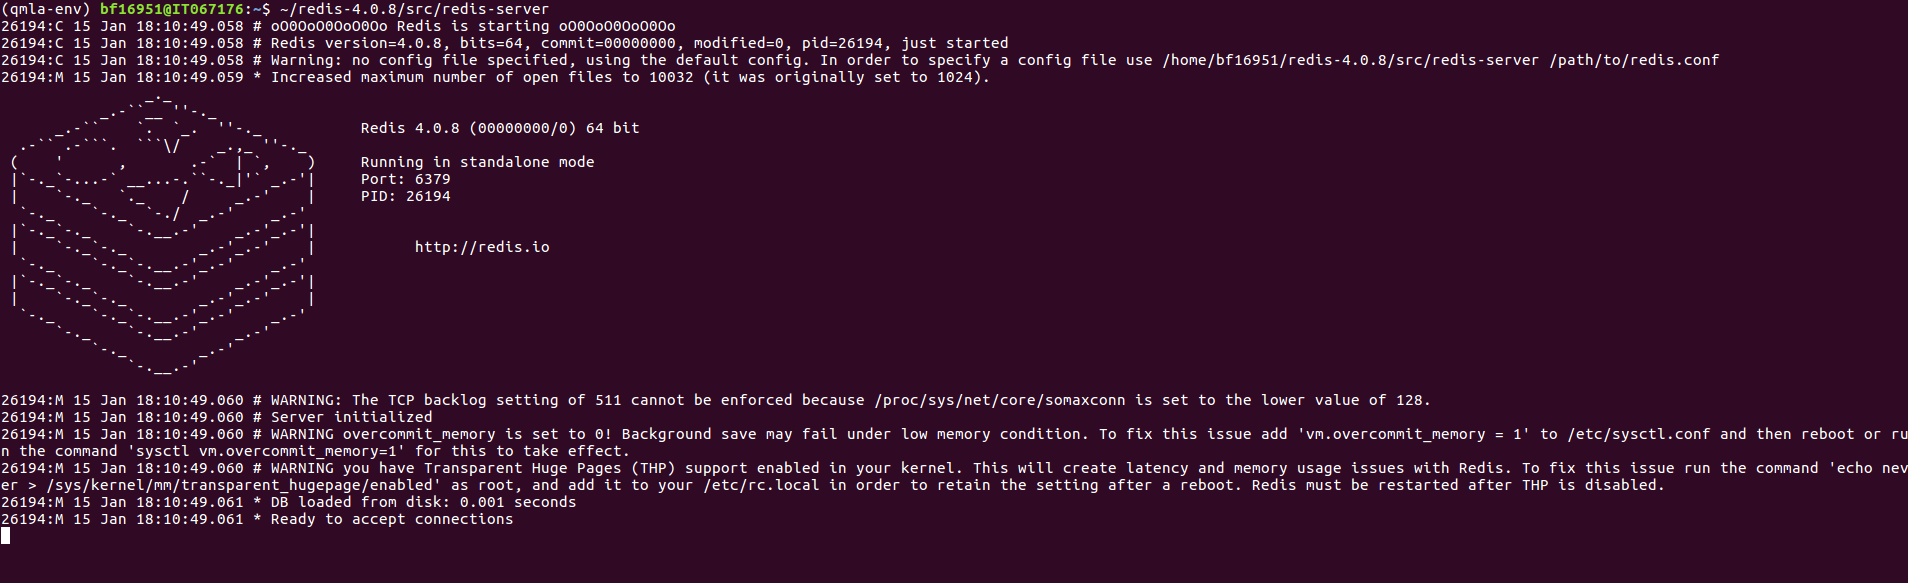 (qmla-env) bf16951@IT067176:~$ ~/redis-4.0.8/src/redis-server
26194:C 15 Jan 18:10:49.058 # oO0OoO0OoO0Oo Redis is starting oO0OoO0OoO0Oo
26194:C 15 Jan 18:10:49.058 # Redis version=4.0.8, bits=64, commit=00000000, modified=0, pid=26194, just started
26194:C 15 Jan 18:10:49.058 # Warning: no config file specified, using the default config. In order to specify a config file use /home/bf16951/redis-4.0.8/src/redis-server /path/to/redis.conf
26194:M 15 Jan 18:10:49.059 * Increased maximum number of open files to 10032 (it was originally set to 1024).
Redis 4.0.8 (00000000/0) 64 bit
Running in standalone mode
Port: 6379
PID: 26194
http://redis.io
26194:M 15 Jan 18:10:49.060 # WARNING: The TCP backlog setting of 511 cannot be enforced because /proc/sys/net/core/somaxconn is set to the lower value of 128.
26194:M 15 Jan 18:10:49.060 # Server initialized
26194:M 15 Jan 18:10:49.060 # WARNING overcommit_memory is set to 0! Background save may fail under low memory condition. To fix this issue add 'vm.overcommit_memory = 1' to /etc/sysctl.conf and then reboot or ru
n the command 'sysctl vm.overcommit_memory=1' for this to take effect.
26194:M 15 Jan 18:10:49.060 # WARNING you have Transparent Huge Pages (THP) support enabled in your kernel. This will create latency and memory usage issues with Redis. To fix this issue run the command 'echo nev
er > /sys/kernel/mm/transparent_hugepage/enabled' as root, and add it to your /etc/rc.local in order to retain the setting after a reboot. Redis must be restarted after THP is disabled.
26194:M 15 Jan 18:10:49.061 * DB loaded from disk: 0.001 seconds
26194:M 15 Jan 18:10:49.061 * Ready to accept connections